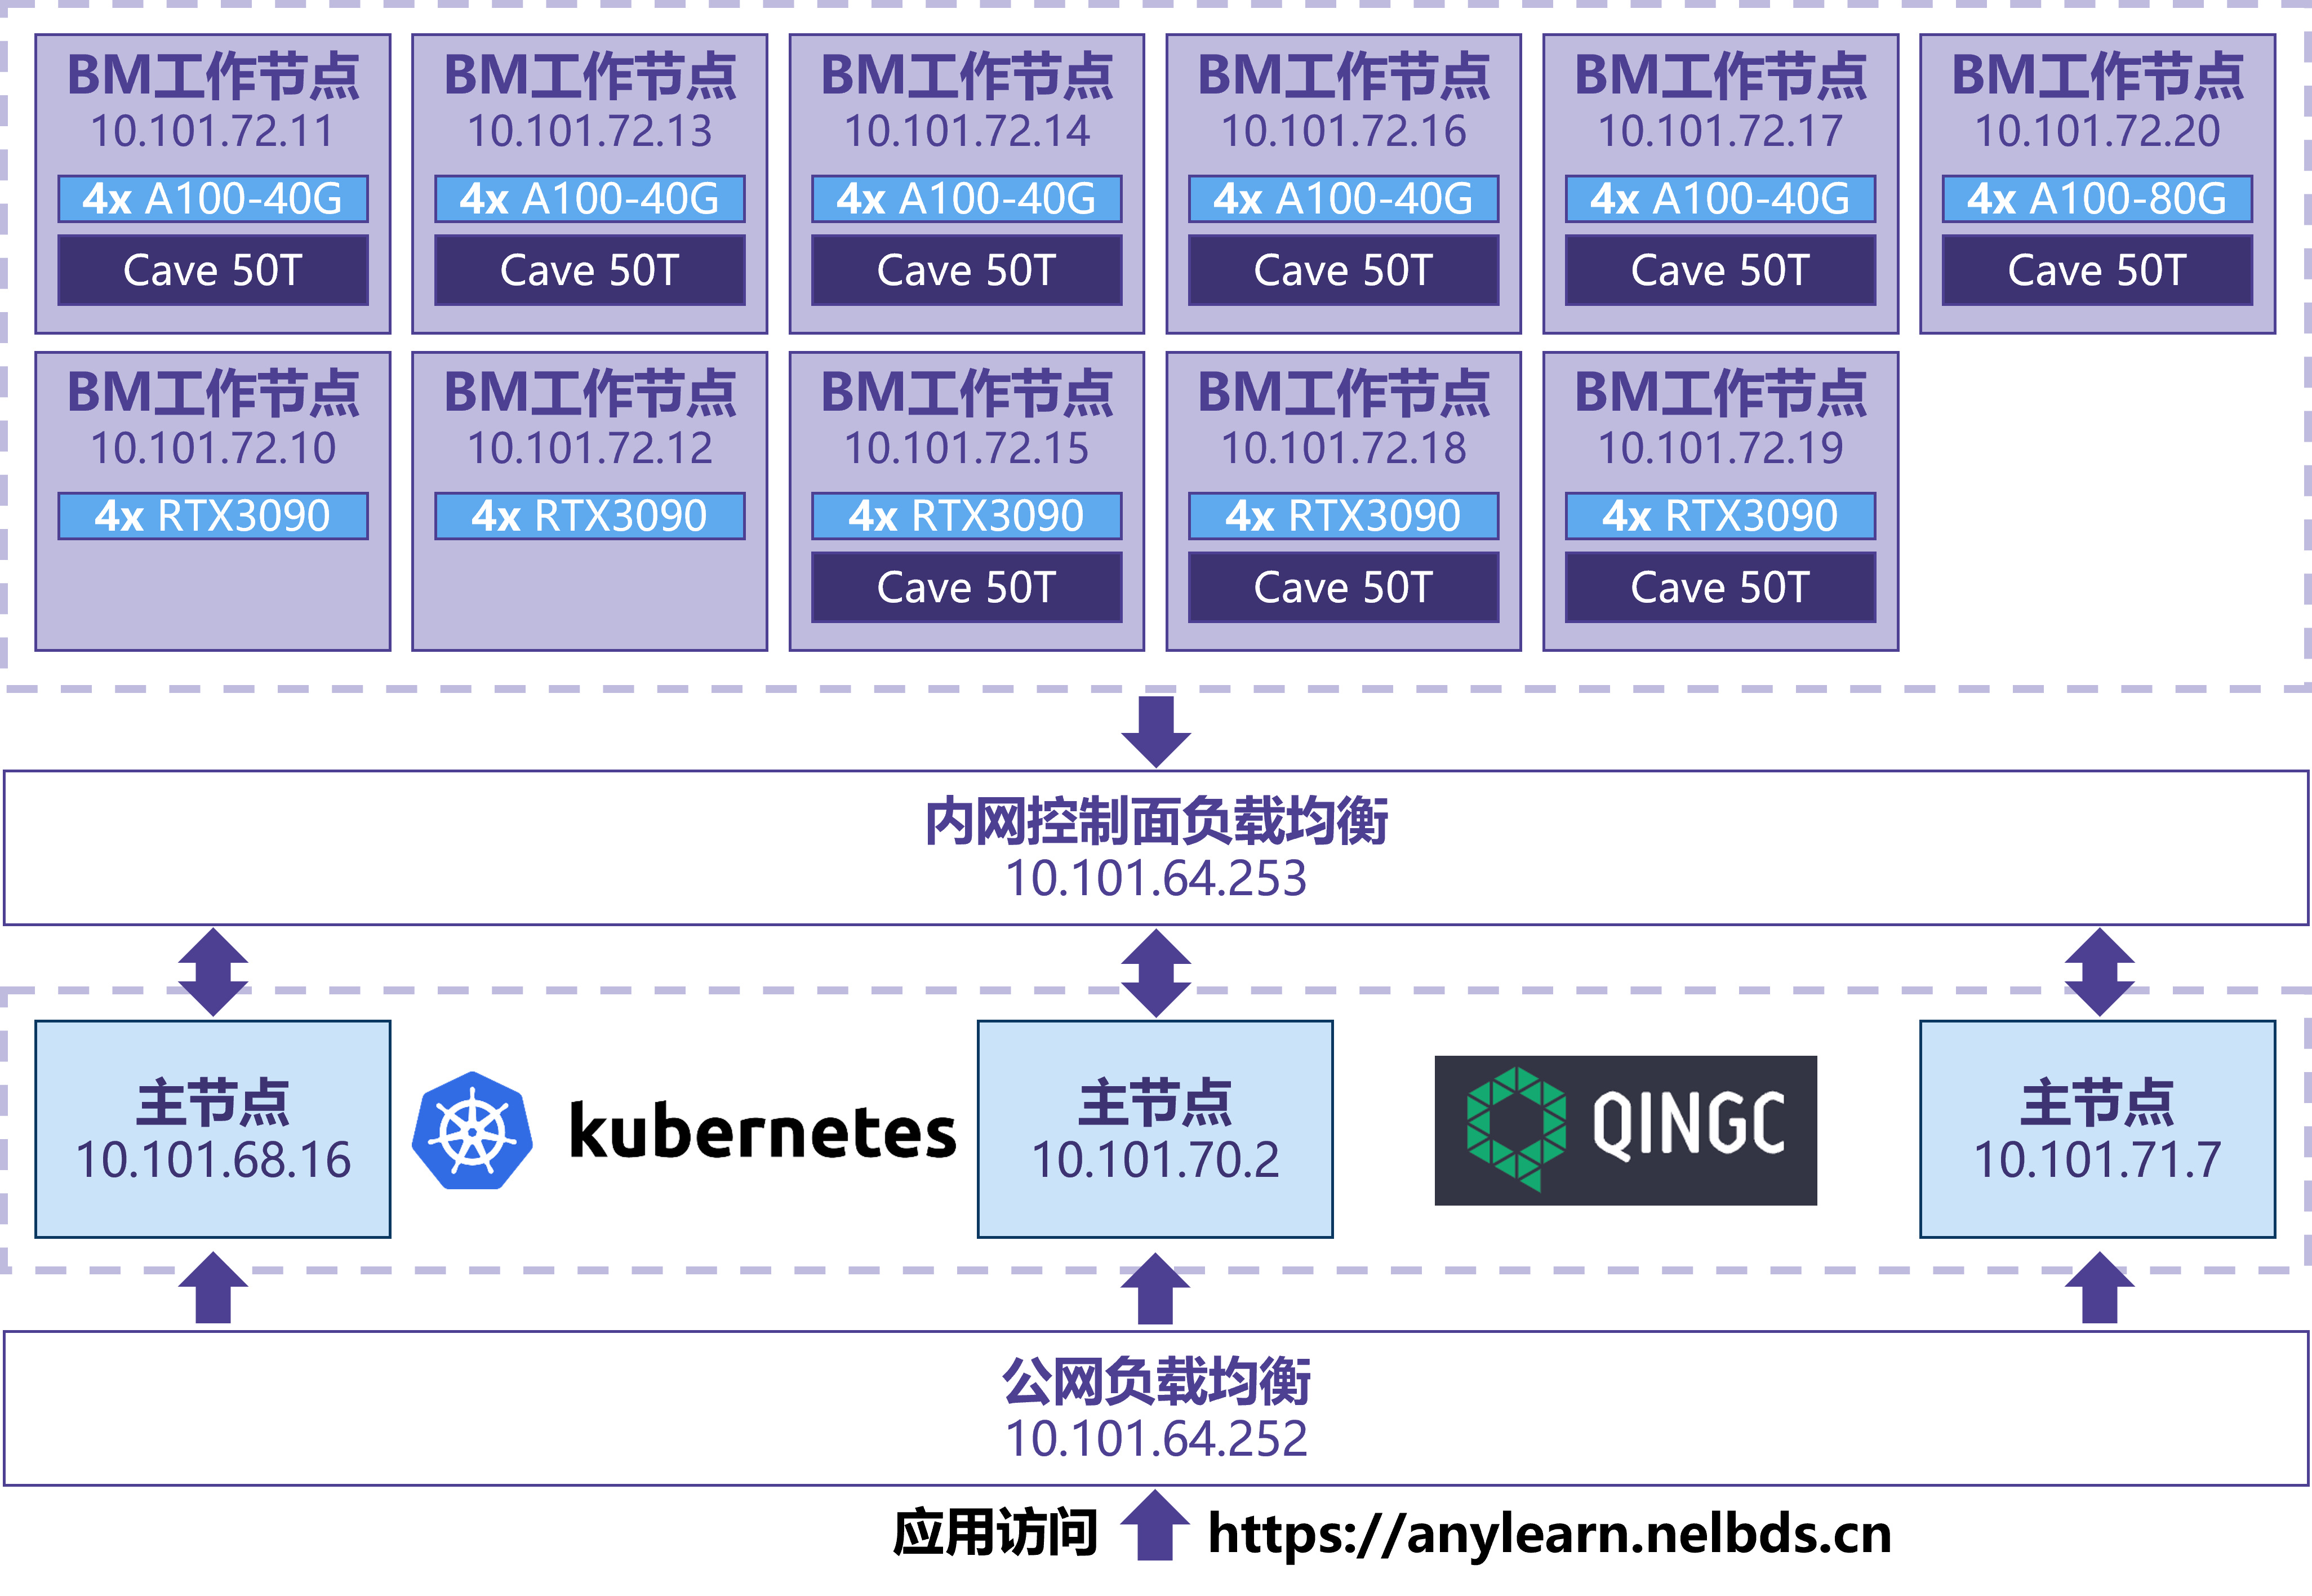 BM工作节点
10.101.72.11
4x A100-40G
Cave 50T
BM工作节点
10.101.72.13
4x A100-40G
Cave 50T
BM工作节点
10.101.72.14
4x A100-40G
Cave 50T
BM工作节点
10.101.72.16
4x A100-40G
Cave 50T
BM工作节点
10.101.72.17
4x A100-40G
Cave 50T
BM工作节点
10.101.72.20
4x A100-80G
Cave 50T
BM工作节点
10.101.72.10
4x RTX3090
BM工作节点
10.101.72.12
4x RTX3090
BM工作节点
10.101.72.15
4x RTX3090
Cave 50T
BM工作节点
10.101.72.18
4x RTX3090
Cave 50T
BM工作节点
10.101.72.19
4x RTX3090
Cave 50T
内网控制面负载均衡
10.101.64.253
主节点
10.101.68.16
kubernetes
主节点
10.101.70.2
QINGC
主节点
10.101.71.7
公网负载均衡
10.101.64.252
应用访问 https://anylearn.nelbds.cn